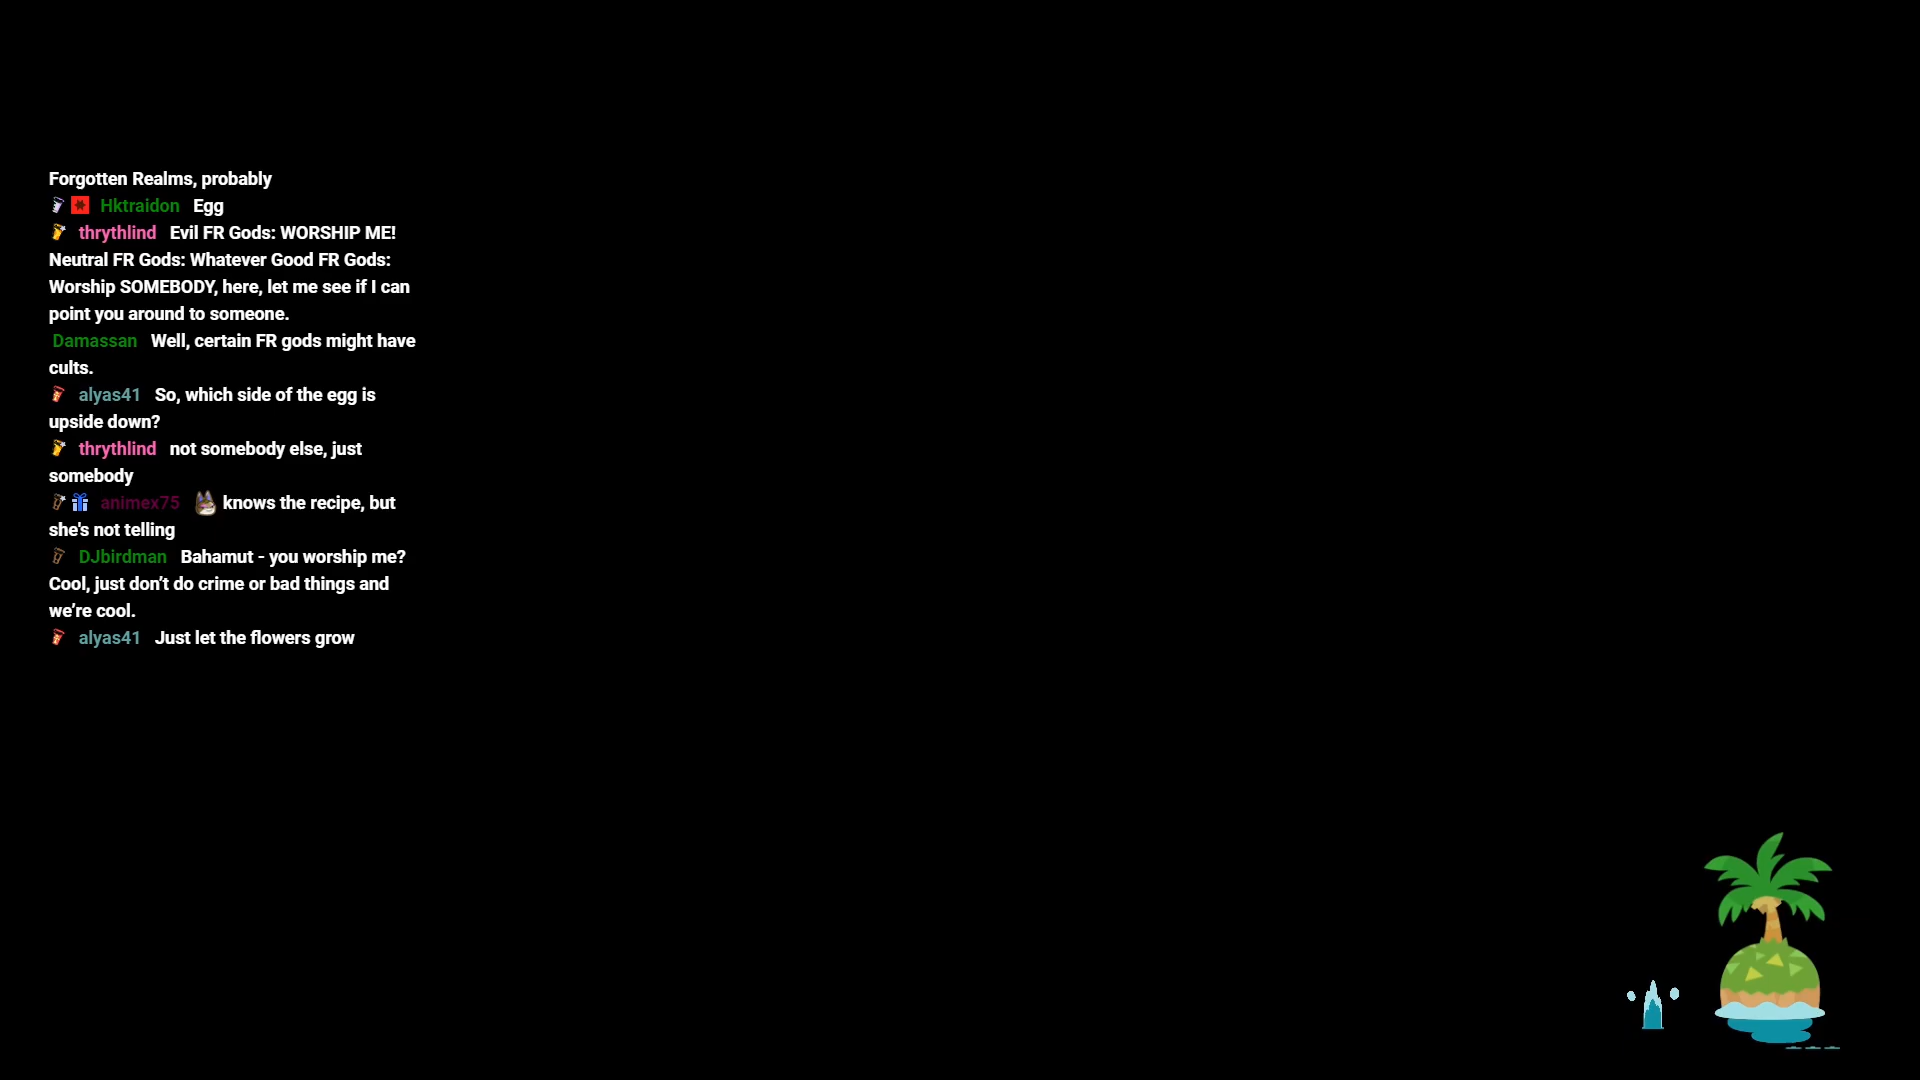 Forgotten Realms, probably
Hktraidon Egg
thrythlind Evil FR Gods: WORSHIP ME!
Neutral FR Gods: Whatever Good FR Gods:
Worship SOMEBODY, here, let me see if I can
point you around to someone.
Damassan Well, certain FR gods might have
cults.
alyas41 So, which side of the egg is
upside down?
thrythlind not somebody else, just
somebody
animex75 knows the recipe, but
she's not telling
DJbirdman Bahamut - you worship me?
Cool, just don’t do crime or bad things and
we’re cool.
alyas41 Just let the flowers grow